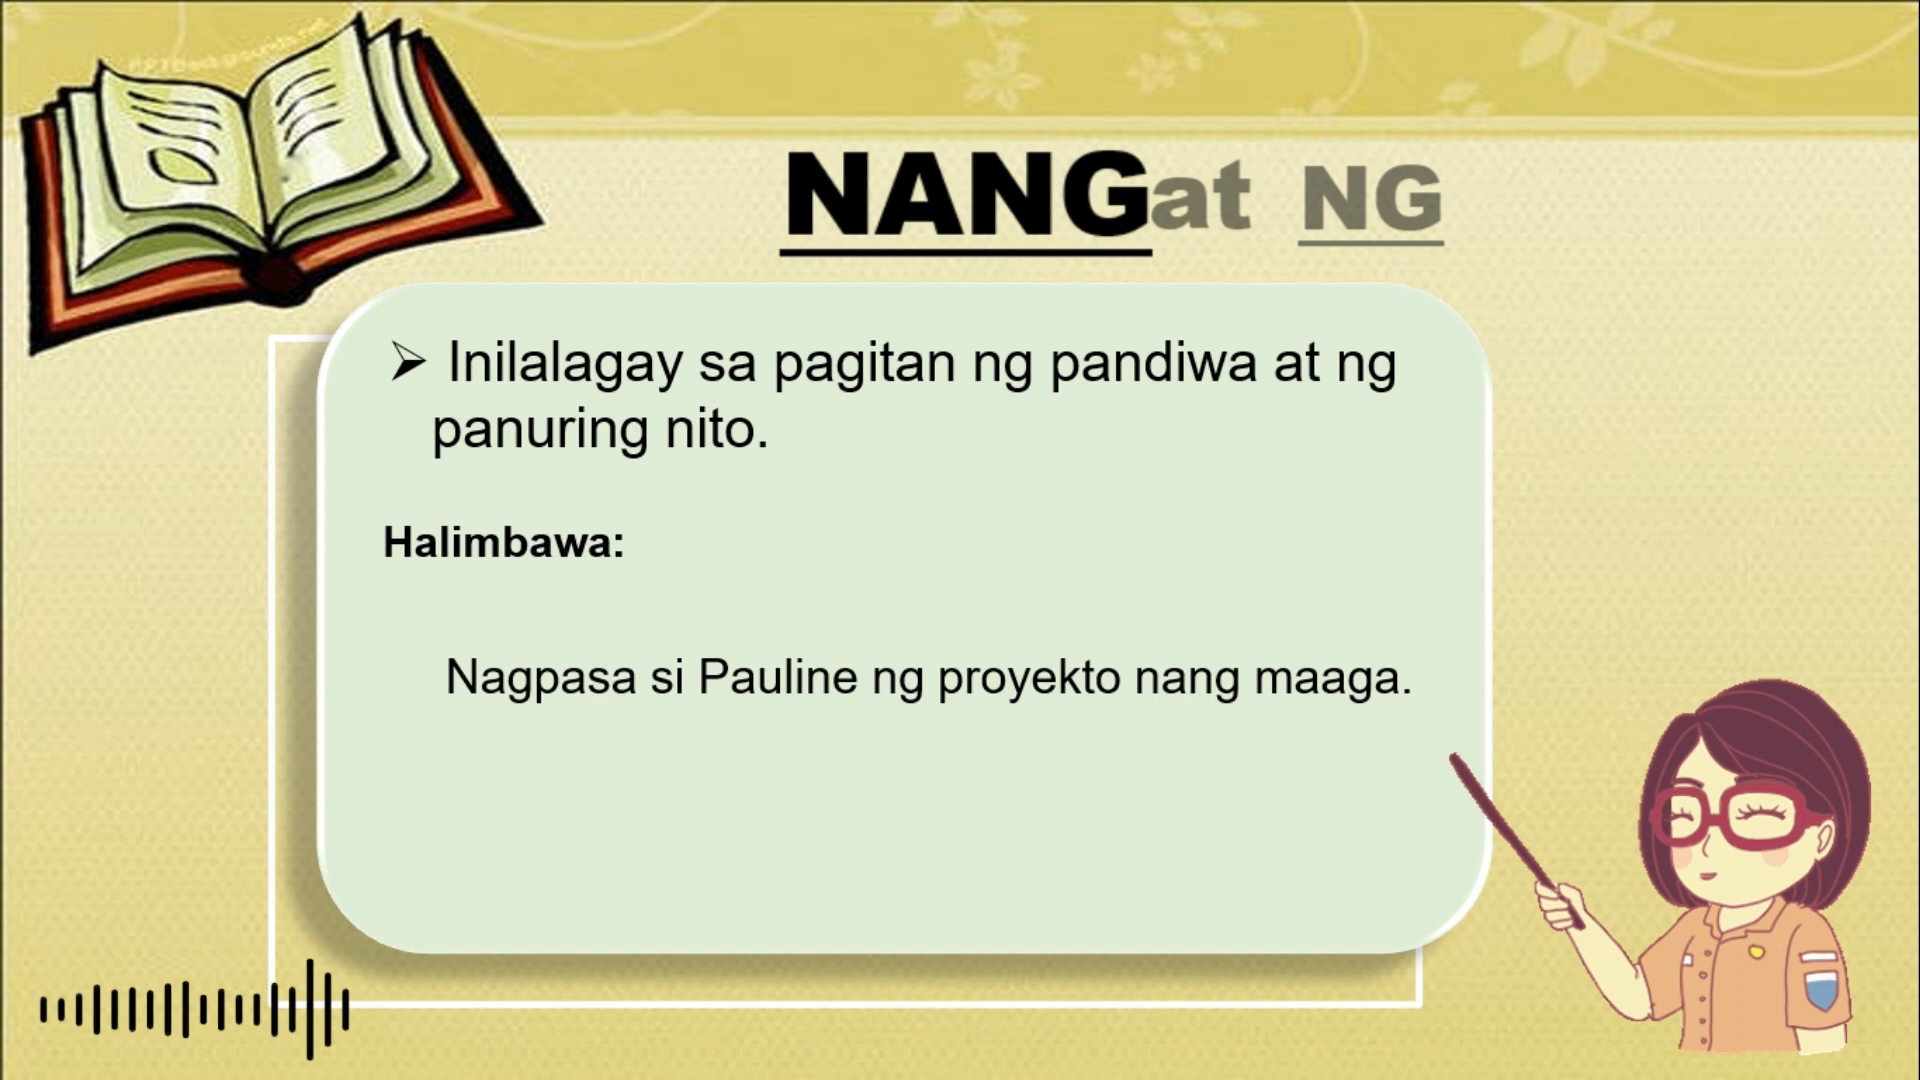 NANG at NG
➢ Inilalagay sa pagitan ng pandiwa at ng
panuring nito.
Halimbawa:
Nagpasa si Pauline ng proyekto nang maaga.